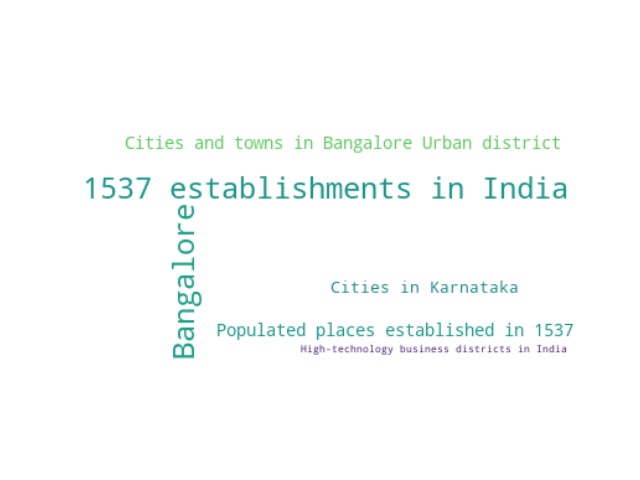 Cities and towns in Bangalore Urban district
1537 establishments in India
Bangalore
Cities in Karnataka
Populated places established in 1537
High-technology business districts in India